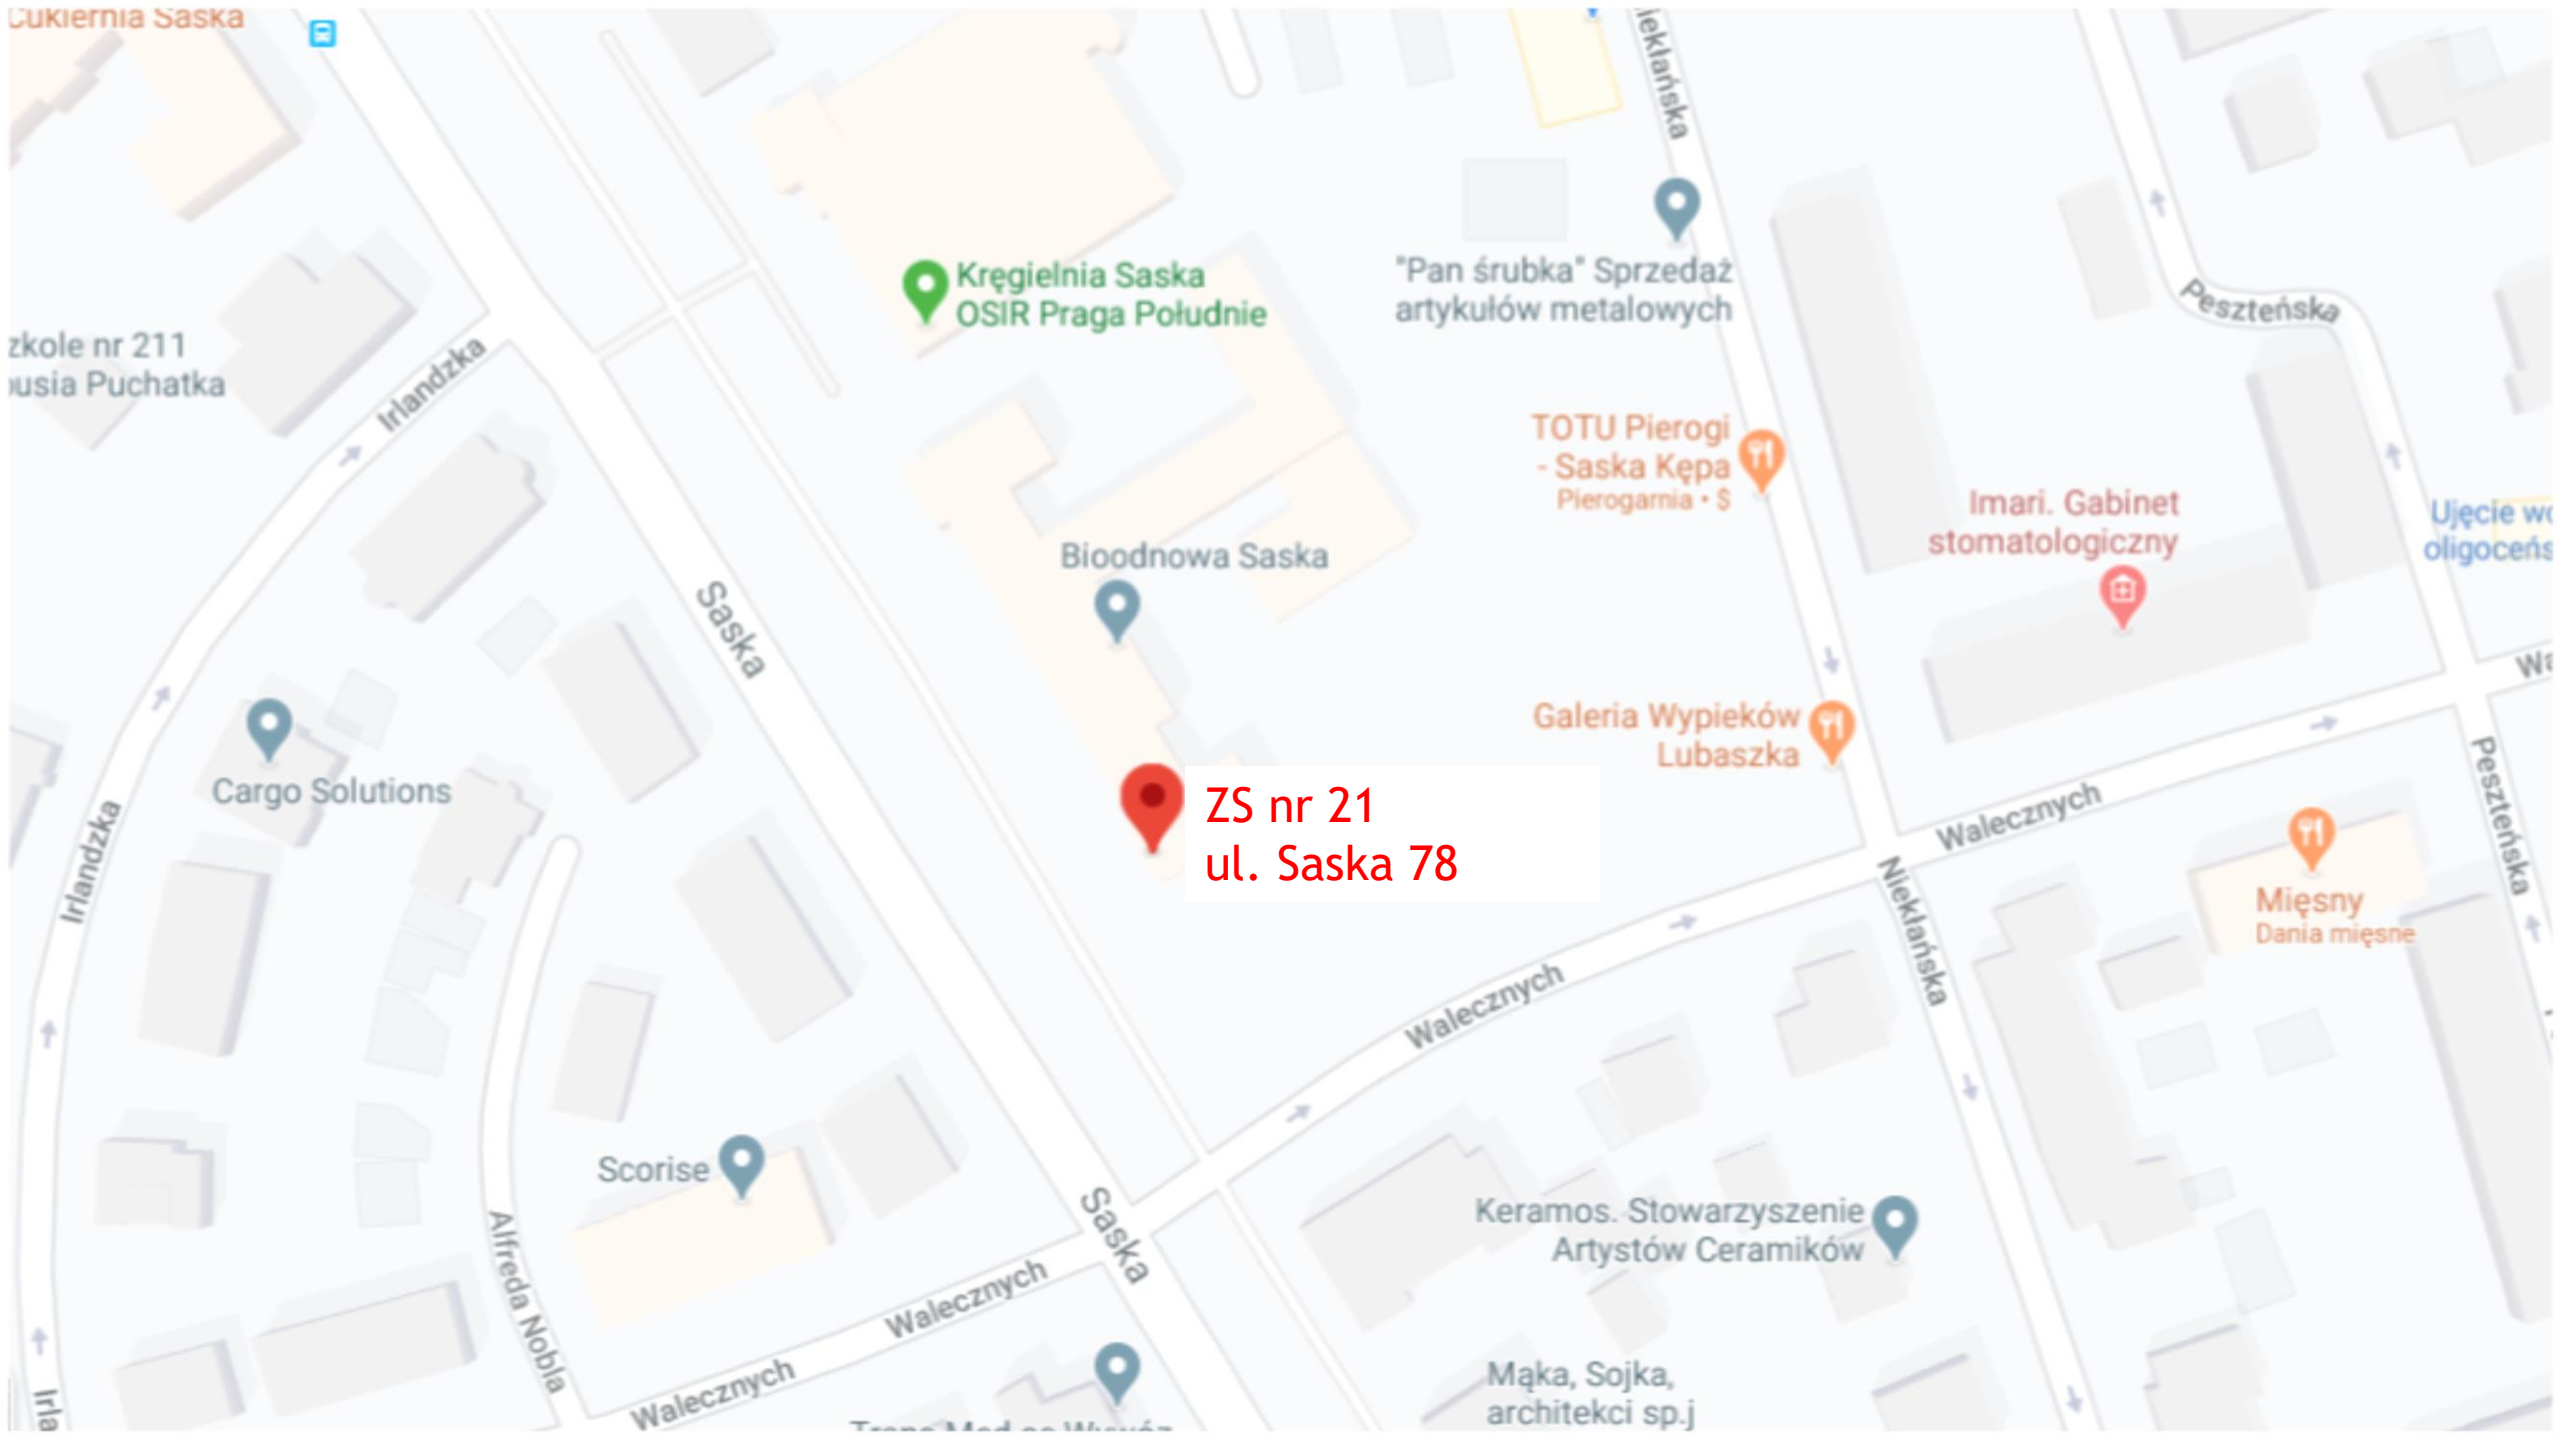 Cukiernia Saska
Niekłańska
"Pan śrubka" Sprzedaż
artykułów metalowych
Kręgielnia Saska
OSIR Praga Południe
Peszteńska
nr 211
Puchatka
Irlandzka
TOTU Pierogi
- Saska Kępa
Pierogarnia • $
Imari. Gabinet
stomatologiczny
Ujęcie
Bioodnowa Saska
Saska
Galeria Wypieków
Lubaszka
Cargo Solutions
ZS nr 21
ul. Saska 78
Walecznych
Peszteńska
Irlandzka
Niekłańska
Mięsny
Dania mięsne
Walecznych
Scorise
Saska
Keramos. Stowarzyszenie
Artystów Ceramików
Alfreda Nobla
Walecznych
Walecznych
Mąka, Sojka,
architekci sp.j